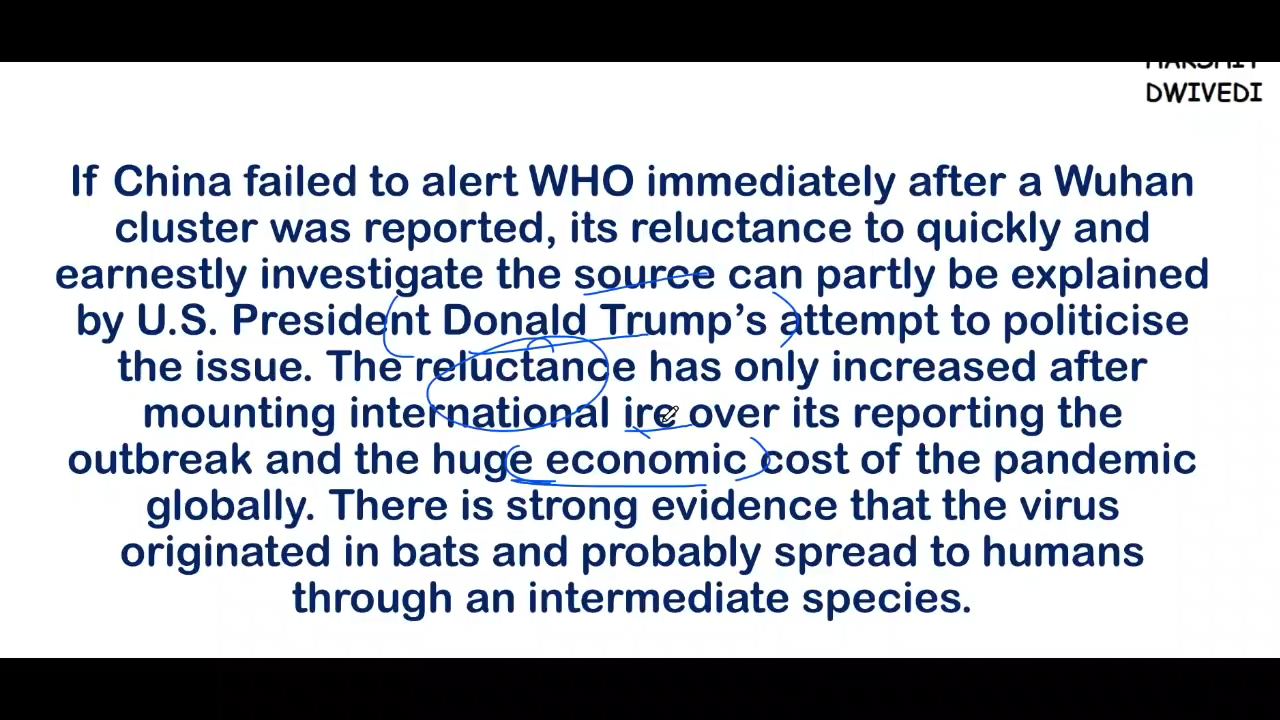 DWIVEDI
If China failed to alert WHO immediately after a Wuhan
cluster was reported, its reluctance to quickly and
earnestly investigate the source can partly be explained
by U.S. President Donald Trump’s attempt to politicise
the issue. The reluctance has only increased after
mounting international ire over its reporting the
outbreak and the huge economic cost of the pandemic
globally. There is strong evidence that the virus
originated in bats and probably spread to humans
through an intermediate species.